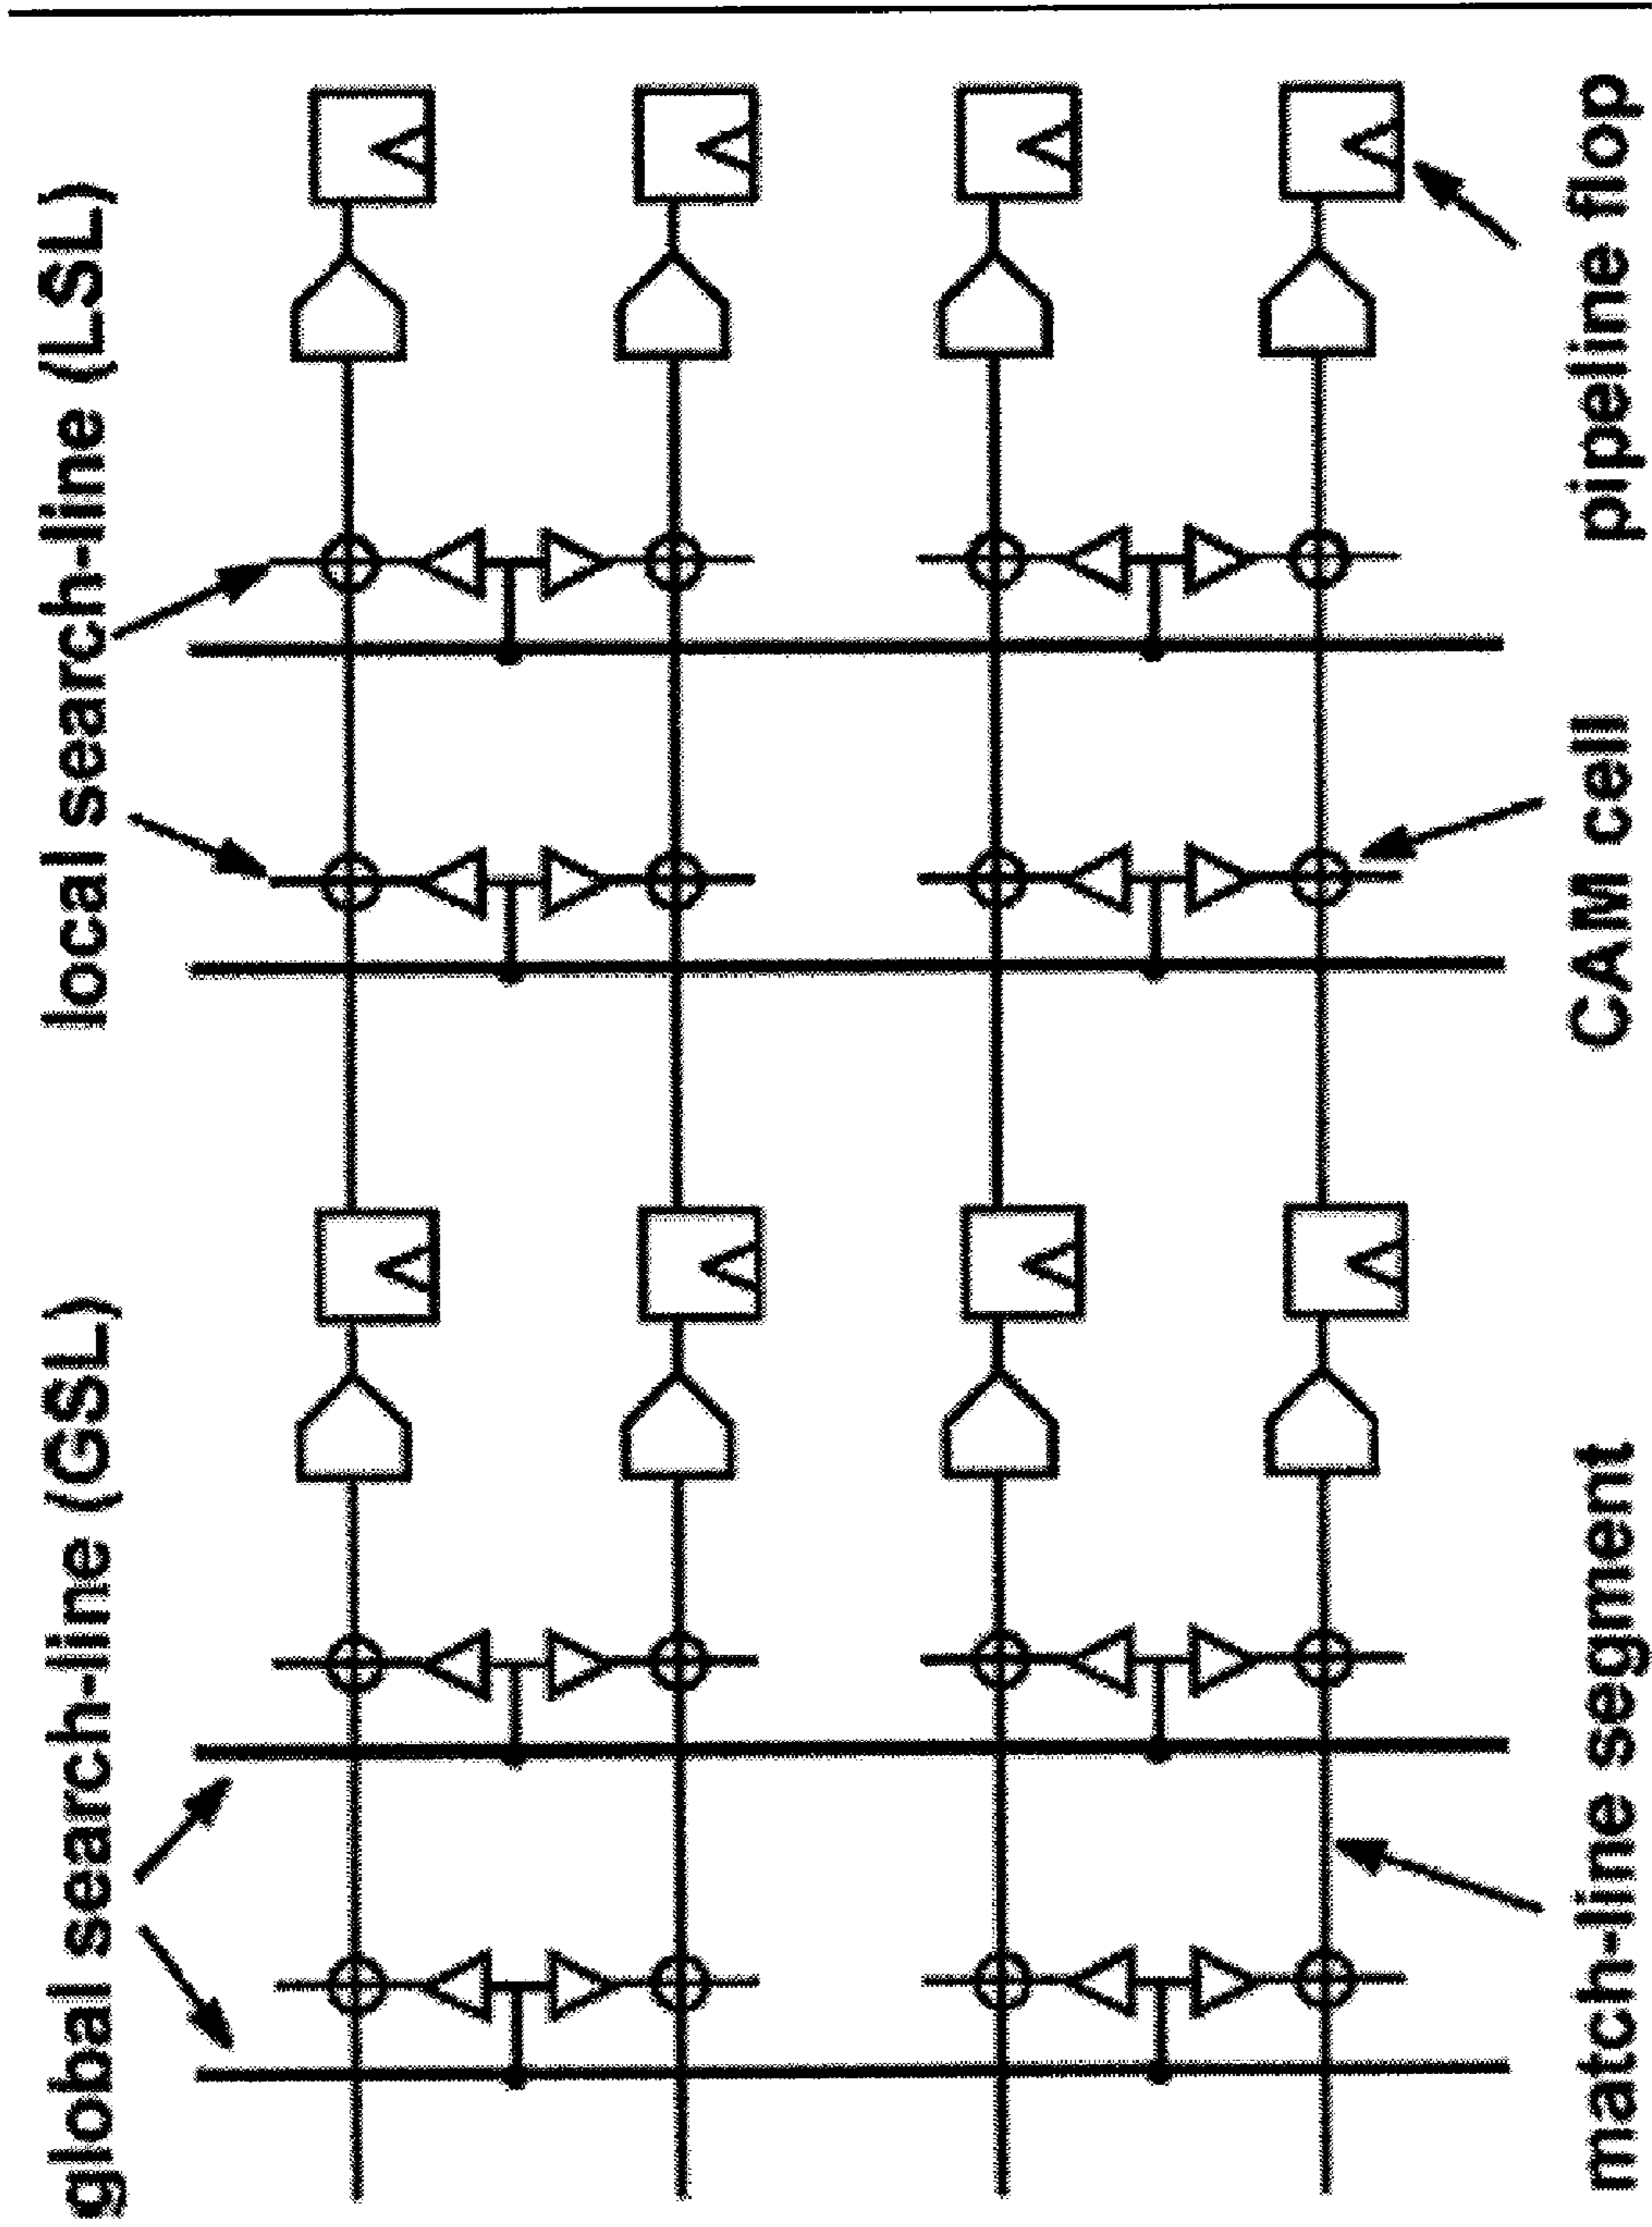 global search-line (GSL)
local search-line (LSL)
match-line segment
CAM cell
pipeline flop